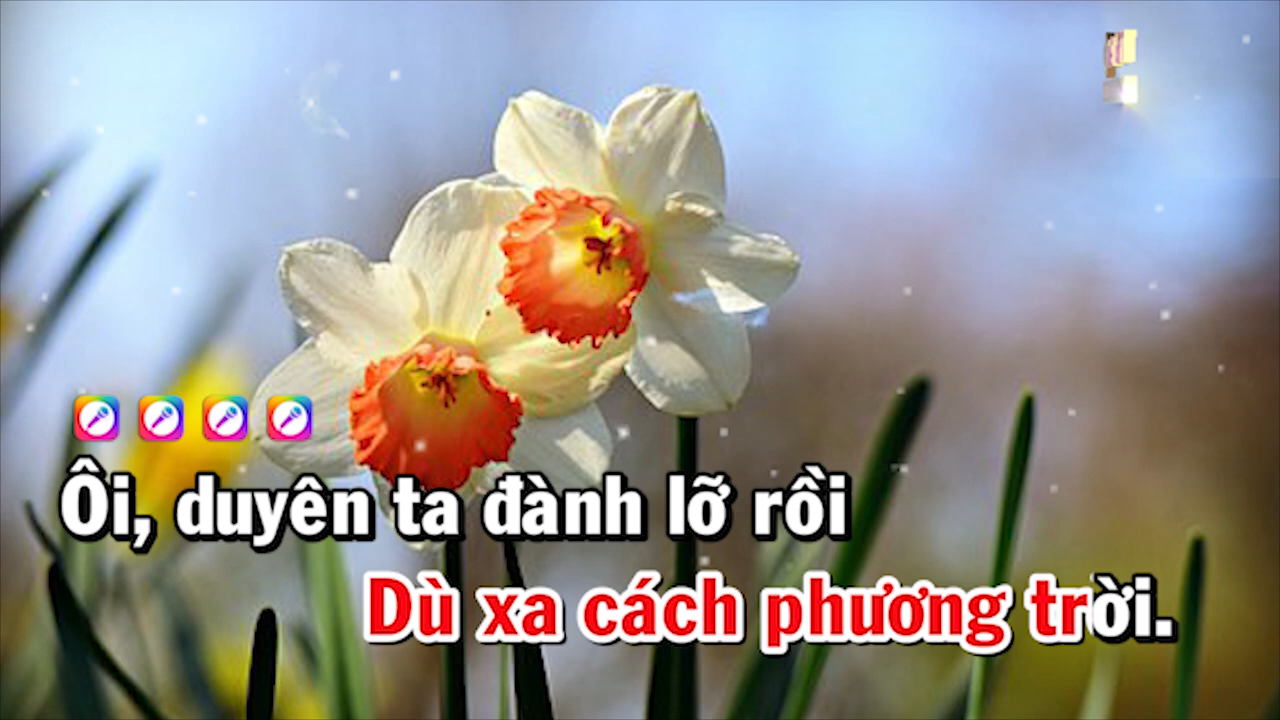 Ôi, duyên ta đành lỡ rồi
Dù xa cách phương trời.